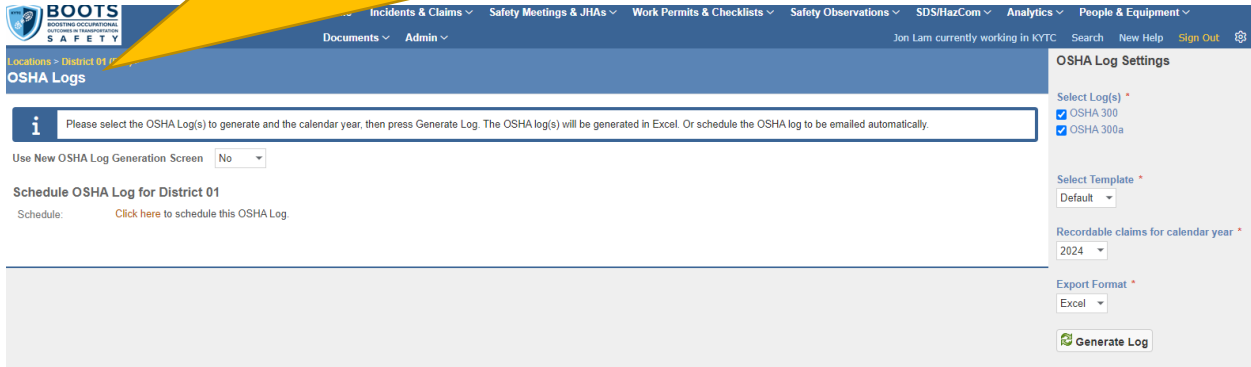 BOOTS
BOOSTING OCCUPATIONAL
OUTCOMES IN TRANSPORTATION
SAFETY
Incidents & Claims Safety Meetings & JHAs Work Permits & Checklists Safety Observations SDS/HazCom Analytics People & Equipment
Documents Admin
Jon Lam currently working in KYTC Search New Help Sign Out
Locations > District 01
OSHA Logs
i Please select the OSHA Log(s) to generate and the calendar year, then press Generate Log. The OSHA log(s) will be generated in Excel. Or schedule the OSHA log to be emailed automatically.
Use New OSHA Log Generation Screen No
Schedule OSHA Log for District 01
Schedule: Click here to schedule this OSHA Log.
OSHA Log Settings
Select Log(s) *
OSHA 300
OSHA 300a
Select Template *
Default
Recordable claims for calendar year *
2024
Export Format *
Excel
Generate Log